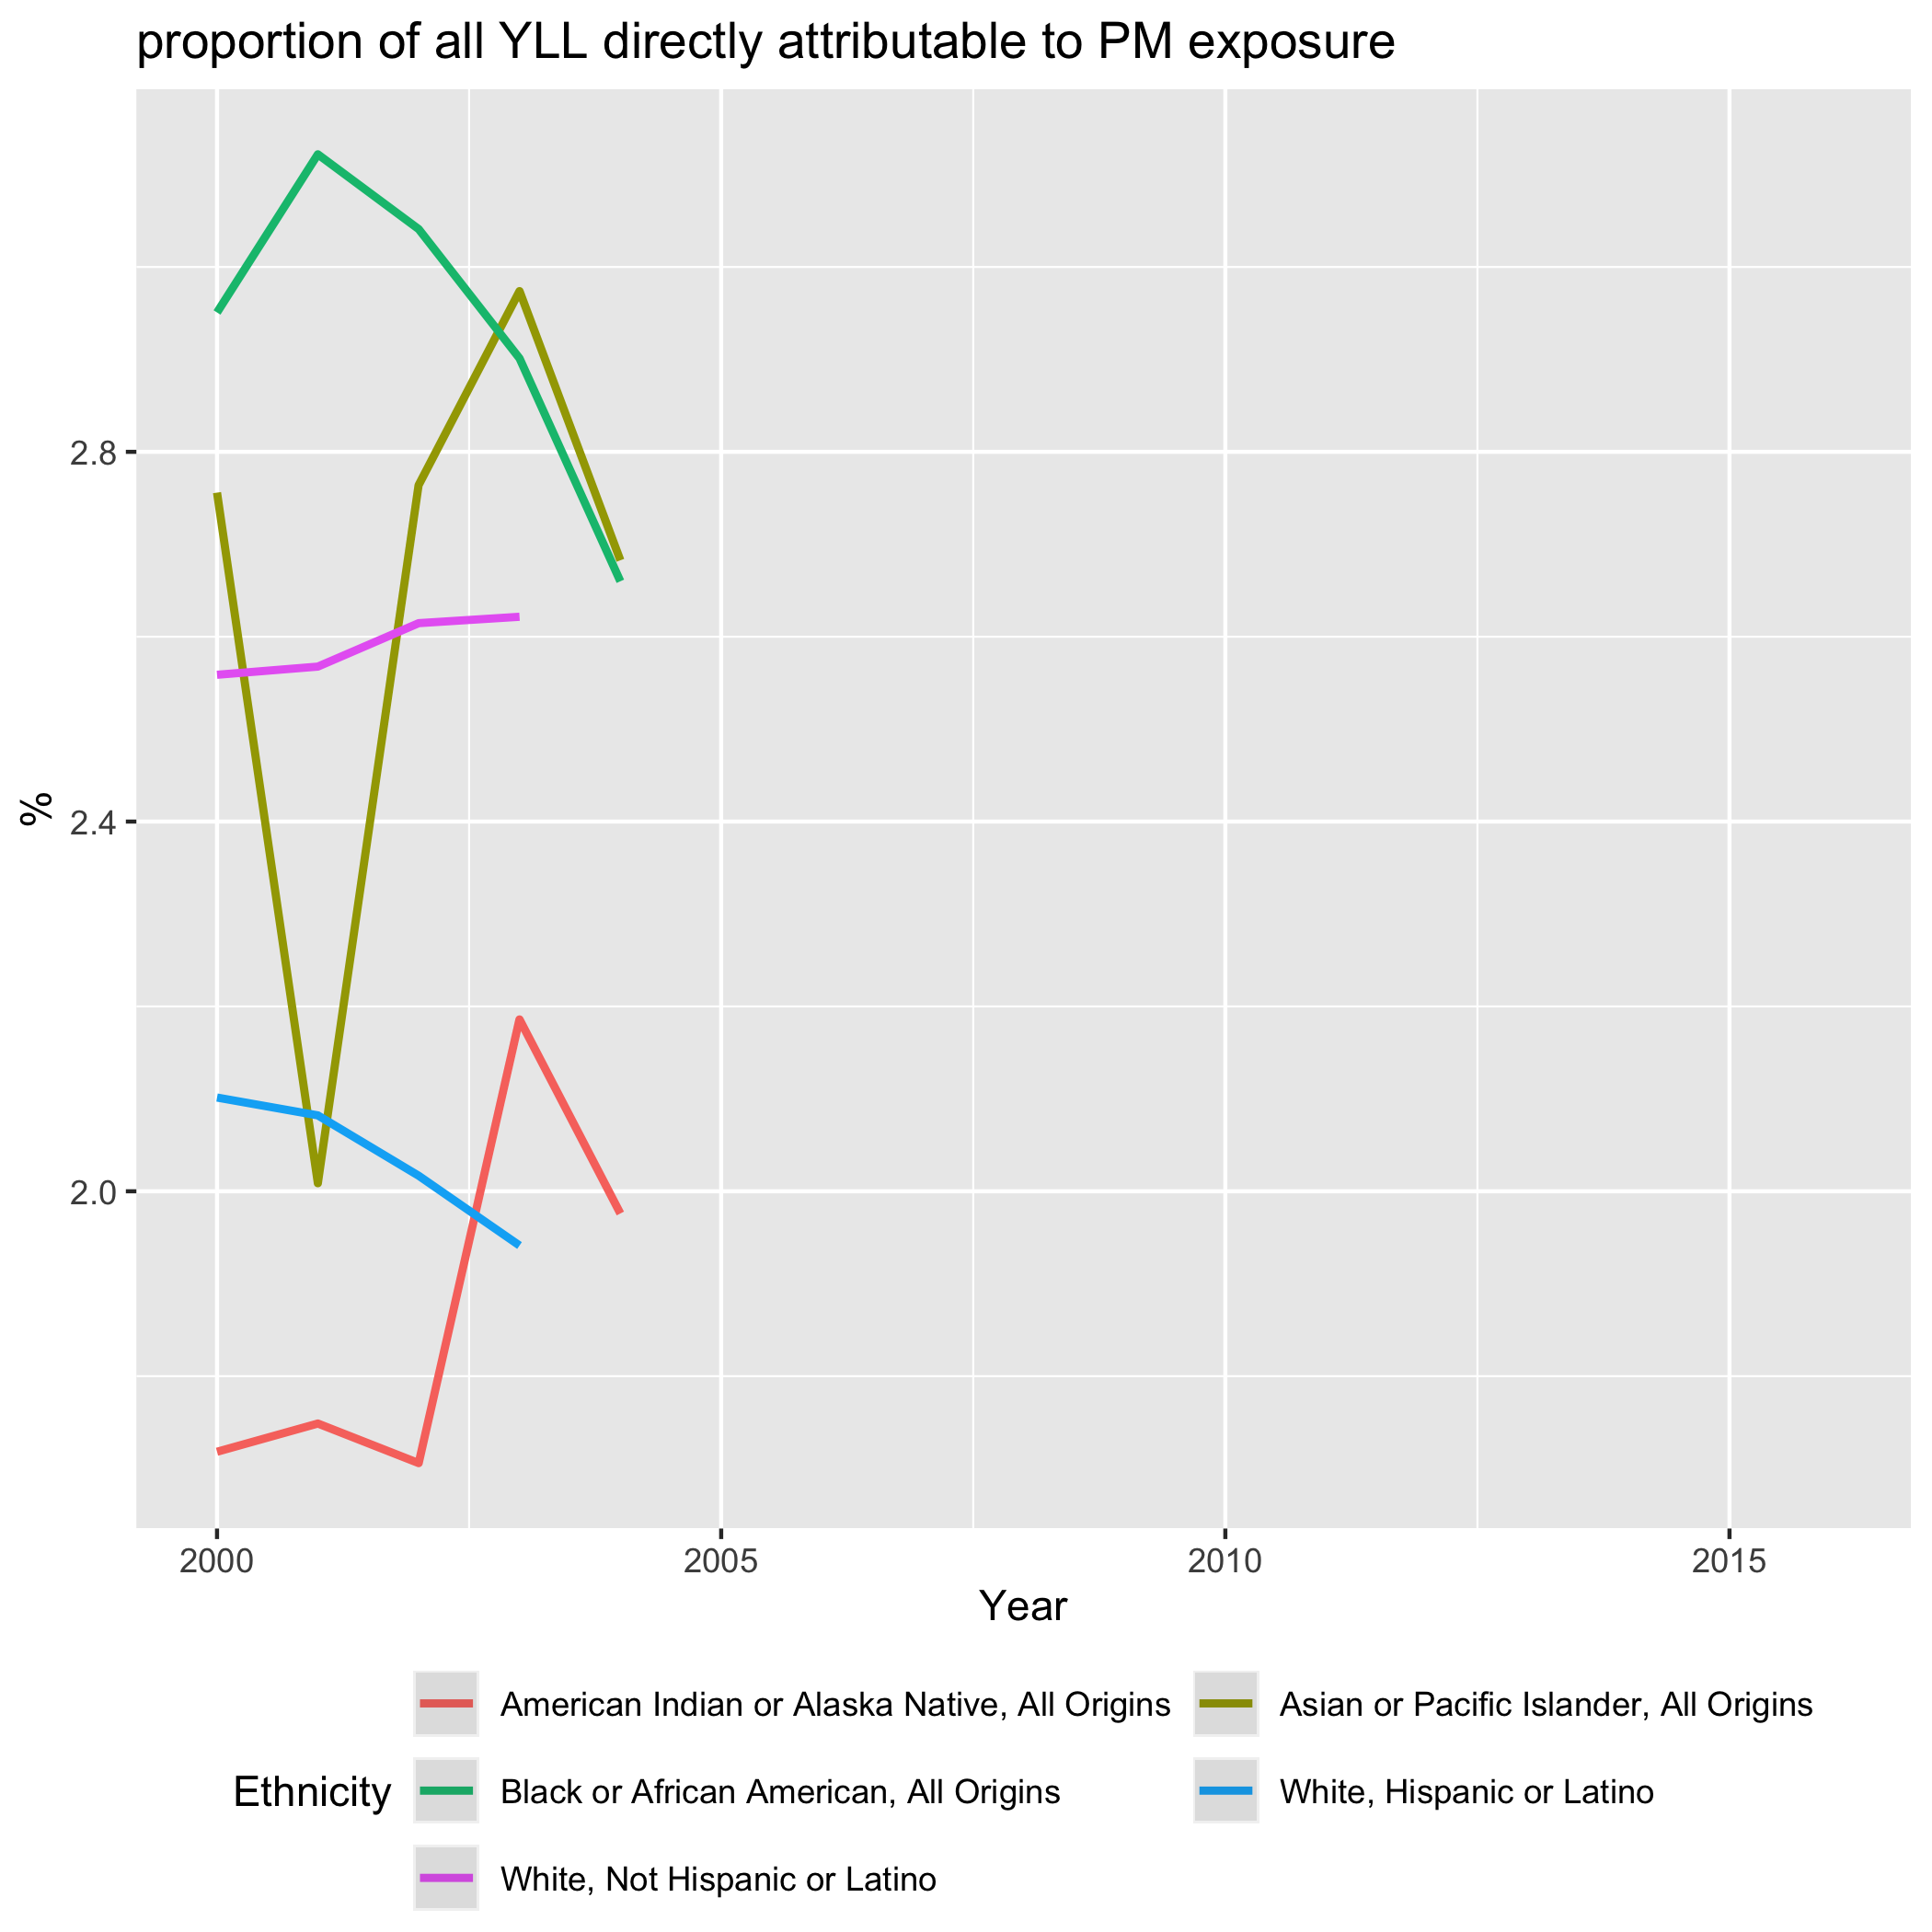 proportion of all YLL directly attributable to PM exposure
%
2.8
2.4
2.0
2000 2005 2010 2015
Year
Ethnicity
American Indian or Alaska Native, All Origins
Asian or Pacific Islander, All Origins
Black or African American, All Origins
White, Hispanic or Latino
White, Not Hispanic or Latino